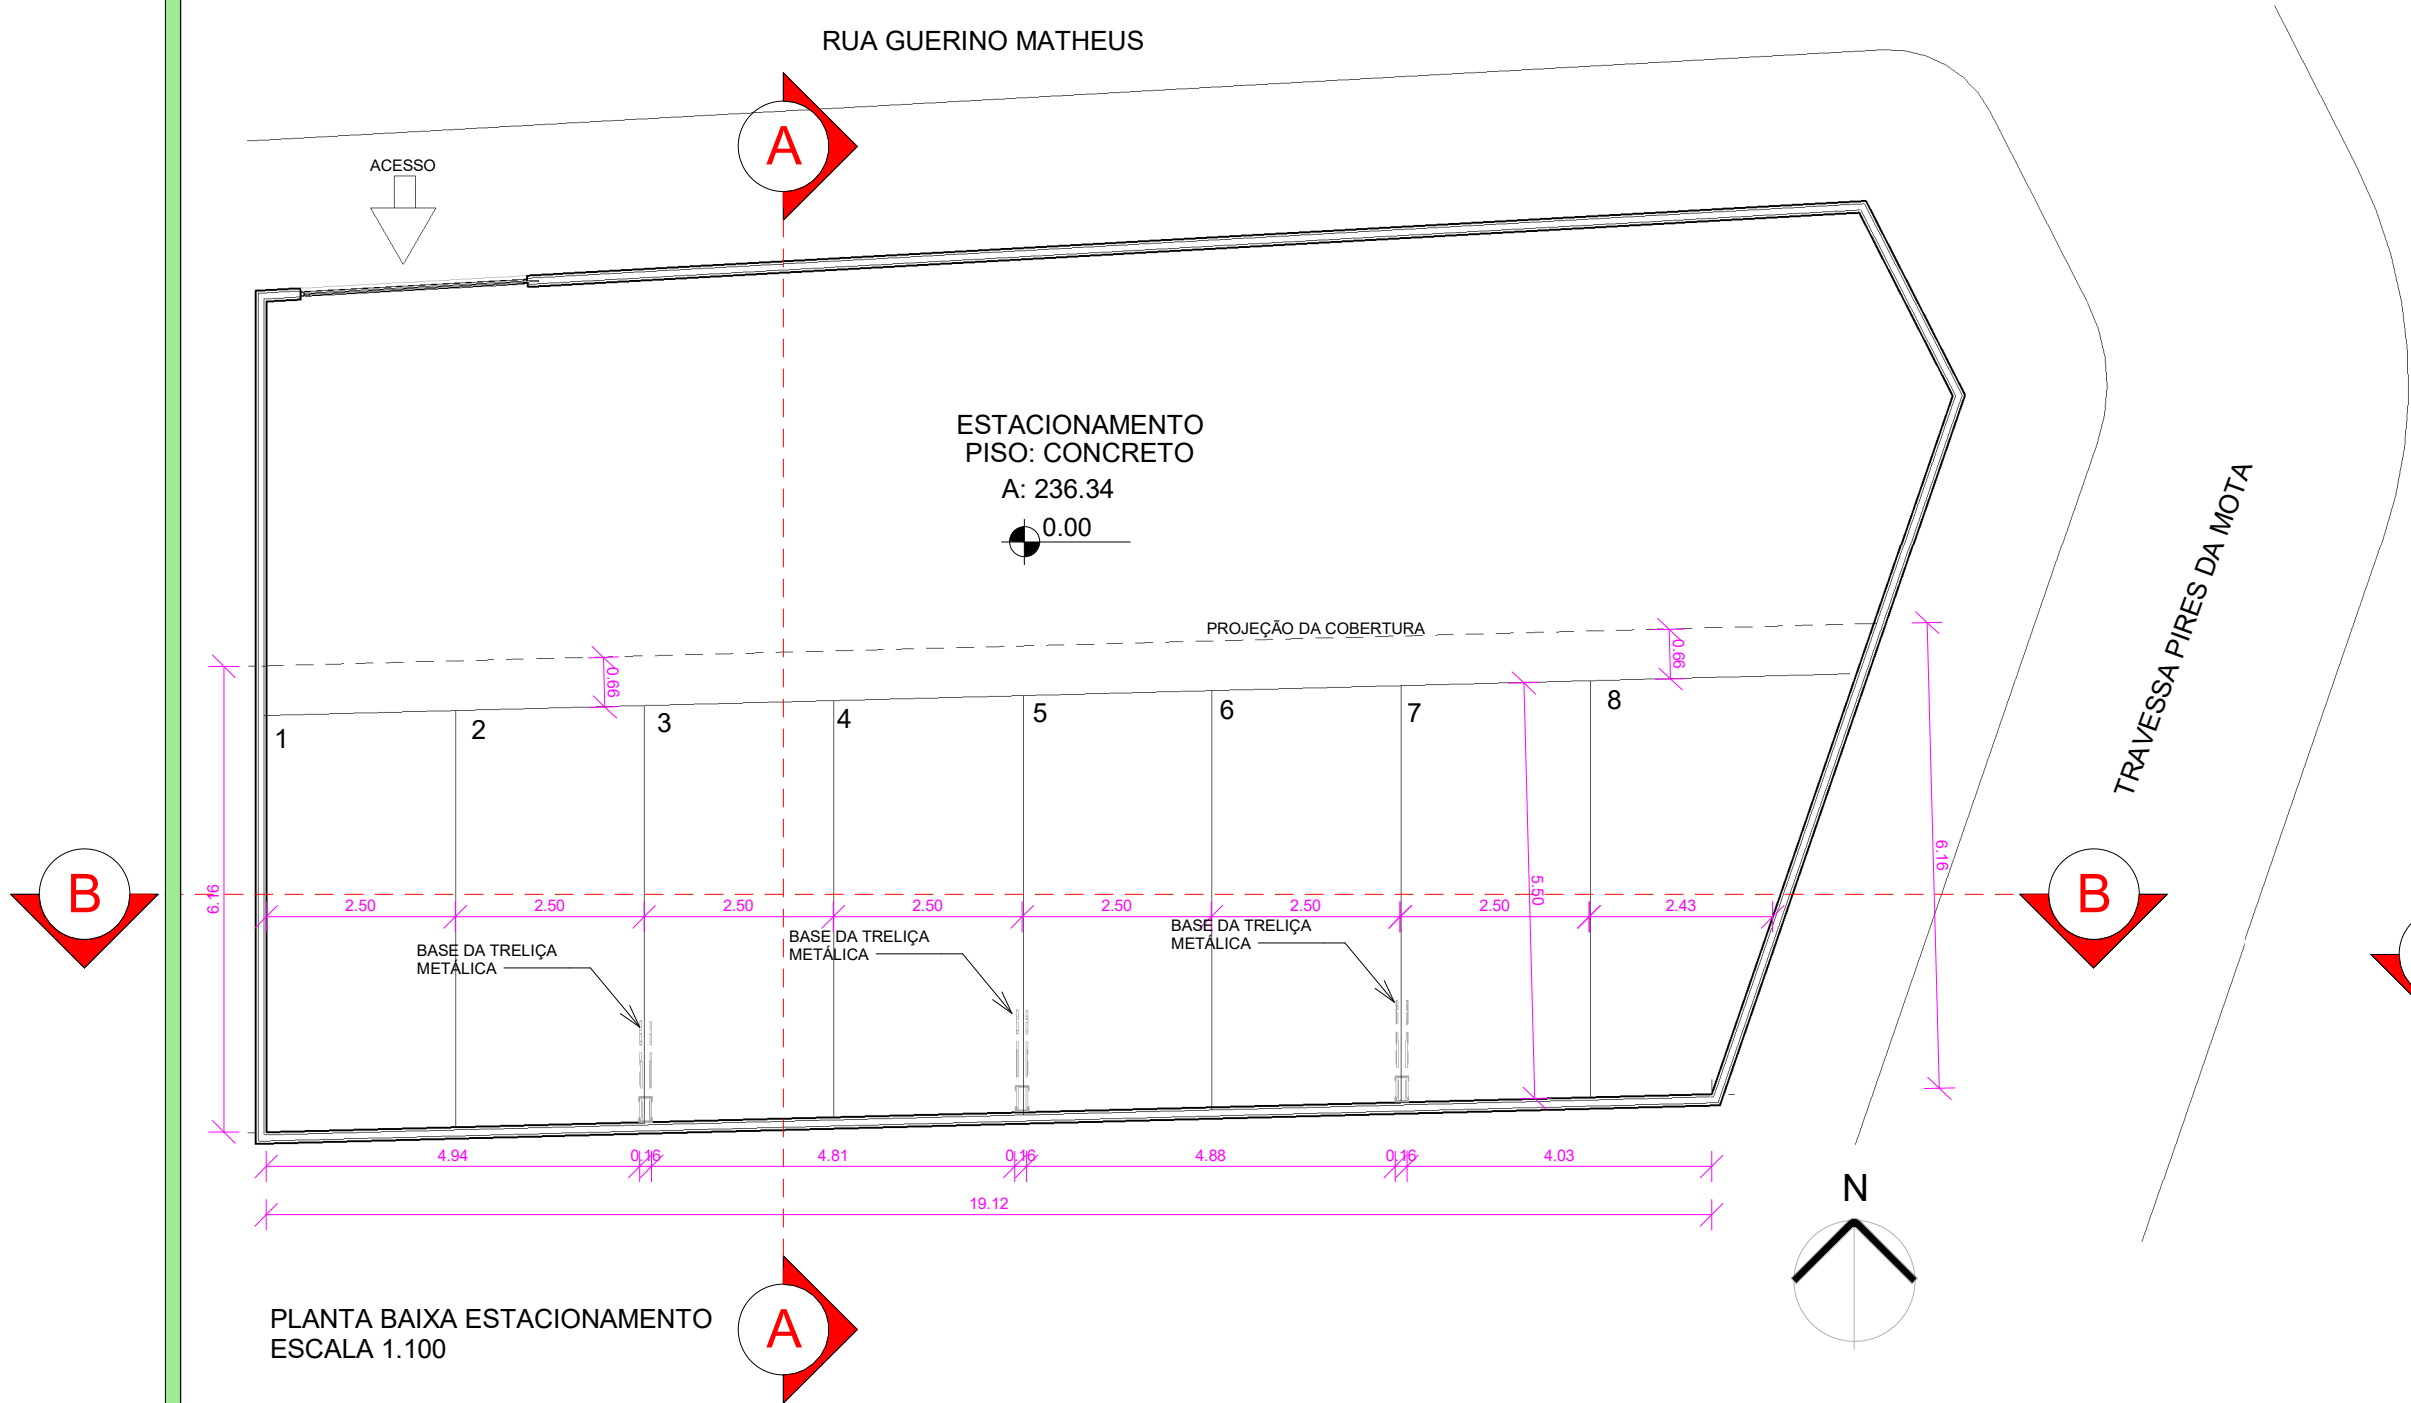 RUA GUERINO MATHEUS
A
ACESSO
ESTACIONAMENTO
PISO: CONCRETO
A: 236.34
0.00
TRAVESSA PIRES DA MOTA
PROJEÇÃO DA COBERTURA
0.66
0.66
1
2
3
4
5
6
7
8
6.16
5.50
6.16
B
B
2.50
2.50
2.50
2.50
2.50
2.50
2.50
2.43
BASE DA TRELIÇA
METÁLICA
BASE DA TRELIÇA
METÁLICA
BASE DA TRELIÇA
METÁLICA
4.94
0.16
4.81
0.16
4.88
0.16
4.03
19.12
N
A
PLANTA BAIXA ESTACIONAMENTO
ESCALA 1.100